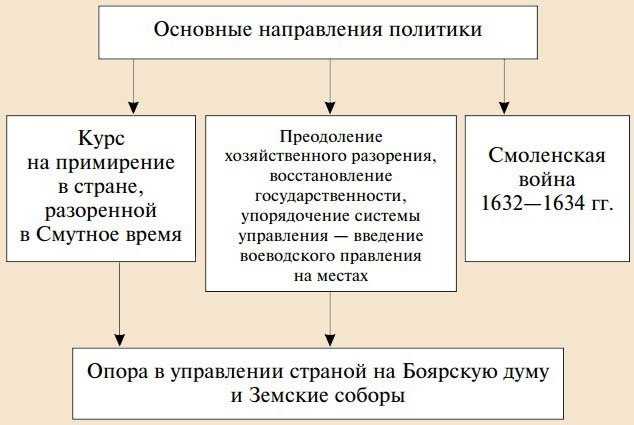 Основные направления политики
Курс
на примирение
в стране,
разоренной
в Смутное время
Преодоление
хозяйственного разорения,
восстановление
государственности,
упорядочение системы
управления — введение
воеводского правления
на местах
Смоленская
война
1632—1634 гг.
Опора в управлении страной на Боярскую думу
и Земские соборы